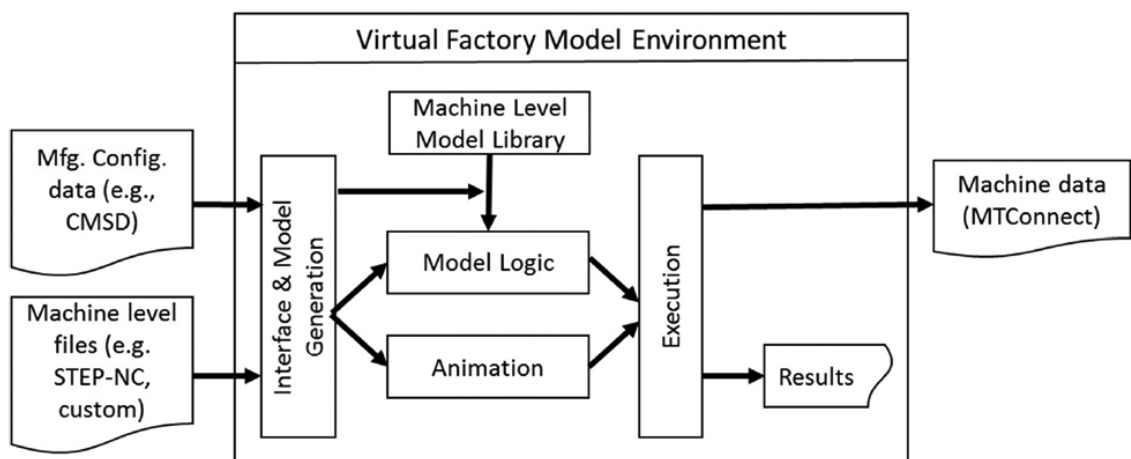 Virtual Factory Model Environment
Mfg. Config.
data (e.g.,
CMSD)
Machine level
files (e.g.
STEP-NC,
custom)
Interface & Model
Generation
Machine Level
Model Library
Model Logic
Animation
Execution
Machine data
(MTConnect)
Results